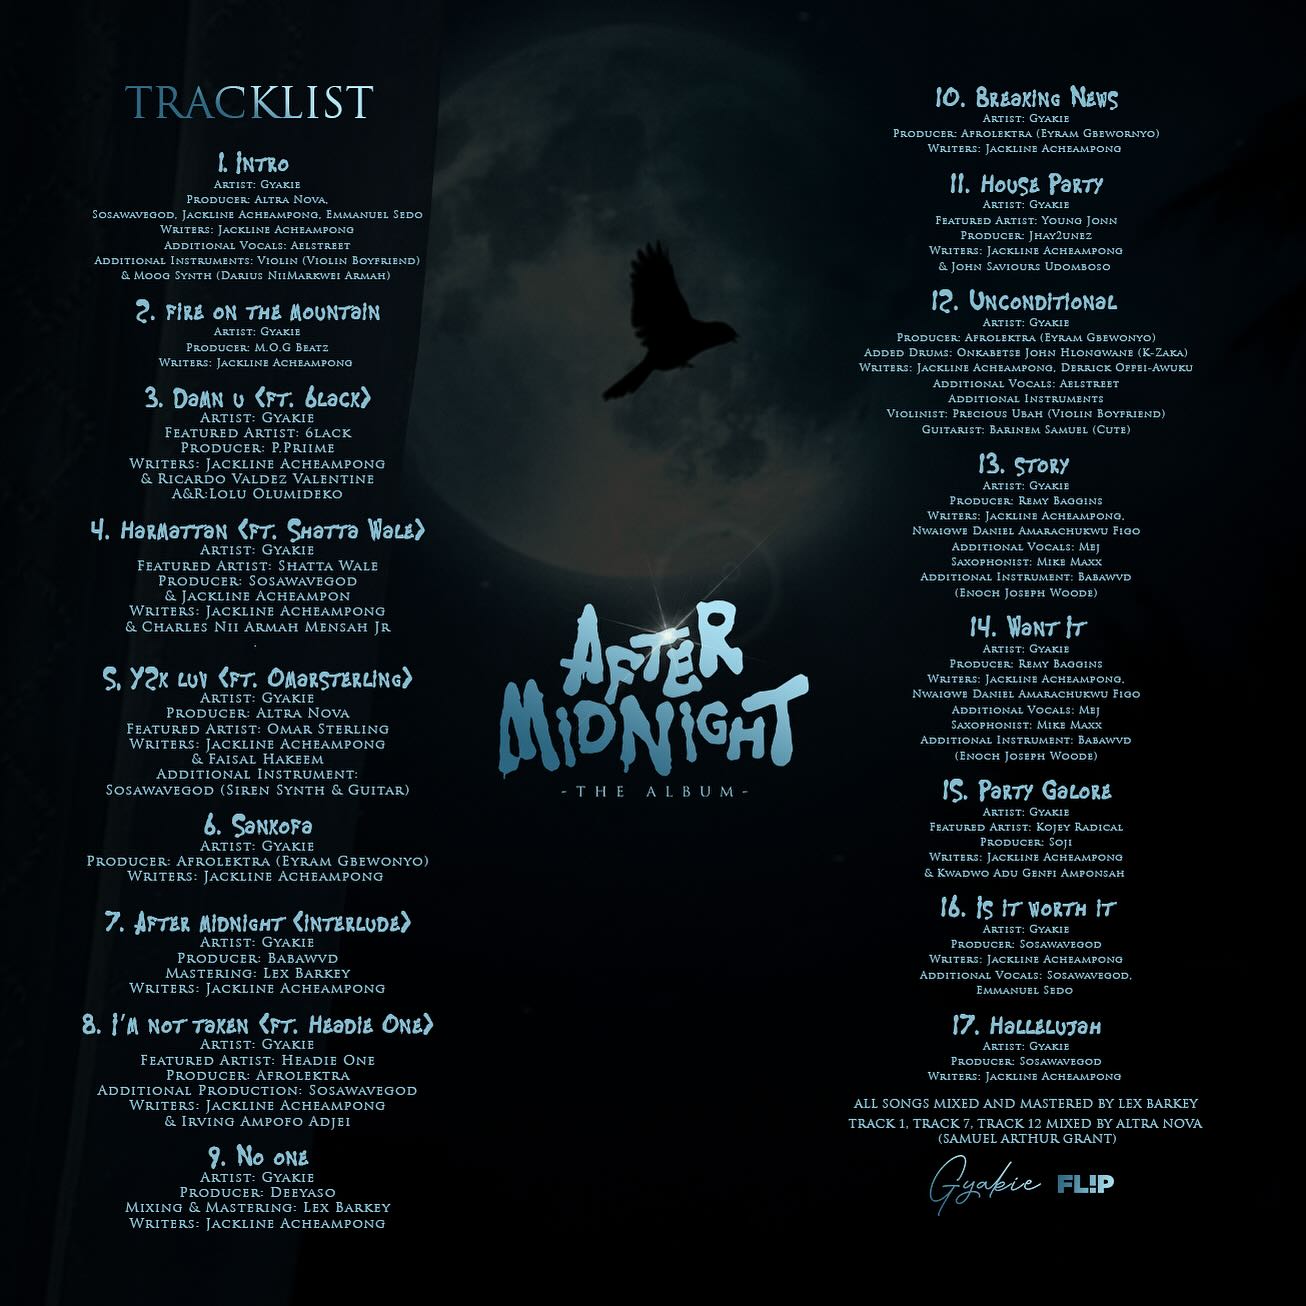 TRACKLIST
1. Intro
Artist: Gyakie
Producer: Altra Nova,
Sosawavegod, Jackline Acheampong, Emmanuel Sedo
Writers: Jackline Acheampong
Additional Vocals: Aelstreet
Additional Instruments: Violin (Violin Boyfriend)
& Moog Synth (Darius NiiMarkwei Armah)
2. Fire on the Mountain
Artist: Gyakie
Producer: M.O.G Beatz
Writers: Jackline Acheampong
3. Damn u <ft. 6lack>
Artist: Gyakie
Featured Artist: 6lack
Producer: P.Priime
Writers: Jackline Acheampong
& Ricardo Valdez Valentine
A&R:Lolu Olumideko
4. Harmattan <ft. Shatta Wale>
Artist: Gyakie
Featured Artist: Shatta Wale
Producer: Sosawavegod
& Jackline Acheampon
Writers: Jackline Acheampong
& Charles Nii Armah Mensah Jr
5. Y2K luv <ft. Omarsterling>
Artist: Gyakie
Producer: Altra Nova
Featured Artist: Omar Sterling
Writers: Jackline Acheampong
& Faisal Hakeem
Additional Instrument:
Sosawavegod (Siren Synth & Guitar)
6. Sankofa
Artist: Gyakie
Producer: Afrolektra (Eyram Gbewonyo)
Writers: Jackline Acheampong
7. After Midnight <Interlude>
Artist: Gyakie
Producer: Babawvd
Mastering: Lex Barkey
Writers: Jackline Acheampong
8. I'm not taken <ft. Headie One>
Artist: Gyakie
Featured Artist: Headie One
Producer: Afrolektra
Additional Production: Sosawavegod
Writers: Jackline Acheampong
& Irving Ampofo Adjei
9. No one
Artist: Gyakie
Producer: Deeyaso
Mixing & Mastering: Lex Barkey
Writers: Jackline Acheampong
AFTER
MIDNIGHT
-THE ALBUM-
10. Breaking News
Artist: Gyakie
Producer: Afrolektra (Eyram Gbewornyo)
Writers: Jackline Acheampong
11. House Party
Artist: Gyakie
Featured Artist: Young Jonn
Producer: Jhay2unez
Writers: Jackline Acheampong
& John Saviours Udomboso
12. Unconditional
Artist: Gyakie
Producer: Afrolektra (Eyram Gbewonyo)
Added Drums: Onkabetse John Hlongwane (K-Zaka)
Writers: Jackline Acheampong, Derrick Offei-Awuku
Additional Vocals: Aelstreet
Additional Instruments
Violinist: Precious Ubah (Violin Boyfriend)
Guitarist: Barinem Samuel (Cute)
13. Story
Artist: Gyakie
Producer: Remy Baggins
Writers: Jackline Acheampong,
Nwaigwe Daniel Amarachukwu Figo
Additional Vocals: Mej
Saxophonist: Mike Maxx
Additional Instrument: Babawvd
(Enoch Joseph Woode)
14. Want It
Artist: Gyakie
Producer: Remy Baggins
Writers: Jackline Acheampong,
Nwaigwe Daniel Amarachukwu Figo
Additional Vocals: Mej
Saxophonist: Mike Maxx
Additional Instrument: Babawvd
(Enoch Joseph Woode)
15. Party Galore
Artist: Gyakie
Featured Artist: Kojey Radical
Producer: Soji
Writers: Jackline Acheampong
& Kwadwo Adu Genfi Amponsah
16. Is it worth it
Artist: Gyakie
Producer: Sosawavegod
Writers: Jackline Acheampong
Additional Vocals: Sosawavegod,
Emmanuel Sedo
17. Hallelujah
Artist: Gyakie
Producer: Sosawavegod
Writers: Jackline Acheampong
ALL SONGS MIXED AND MASTERED BY LEX BARKEY
TRACK 1, TRACK 7, TRACK 12 MIXED BY ALTRA NOVA
(SAMUEL ARTHUR GRANT)
Gyakie FL!P